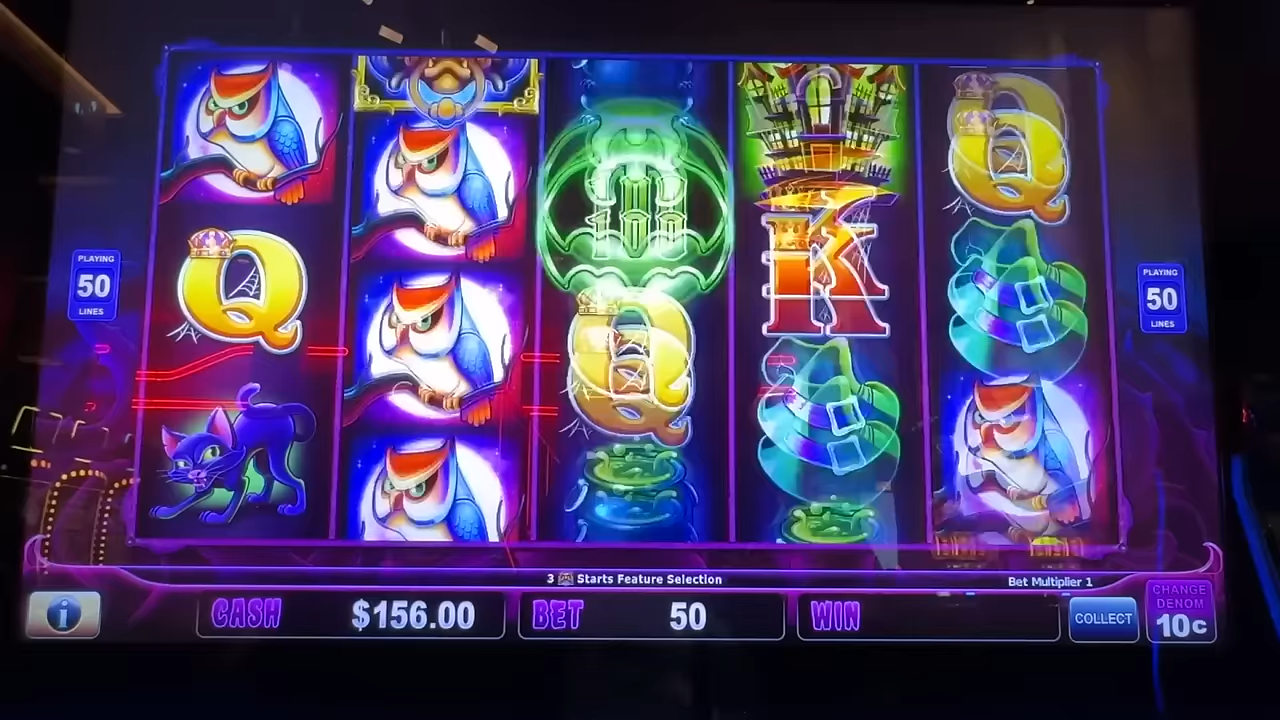 Q
Q
PLAYING
50
LINES
K
Q
PLAYING
50
LINES
3 Starts Feature Selection
Bet Multiplier 1
CASH $156.00
BET 50
WIN
COLLECT
CHANGE
DENOM
10c
i